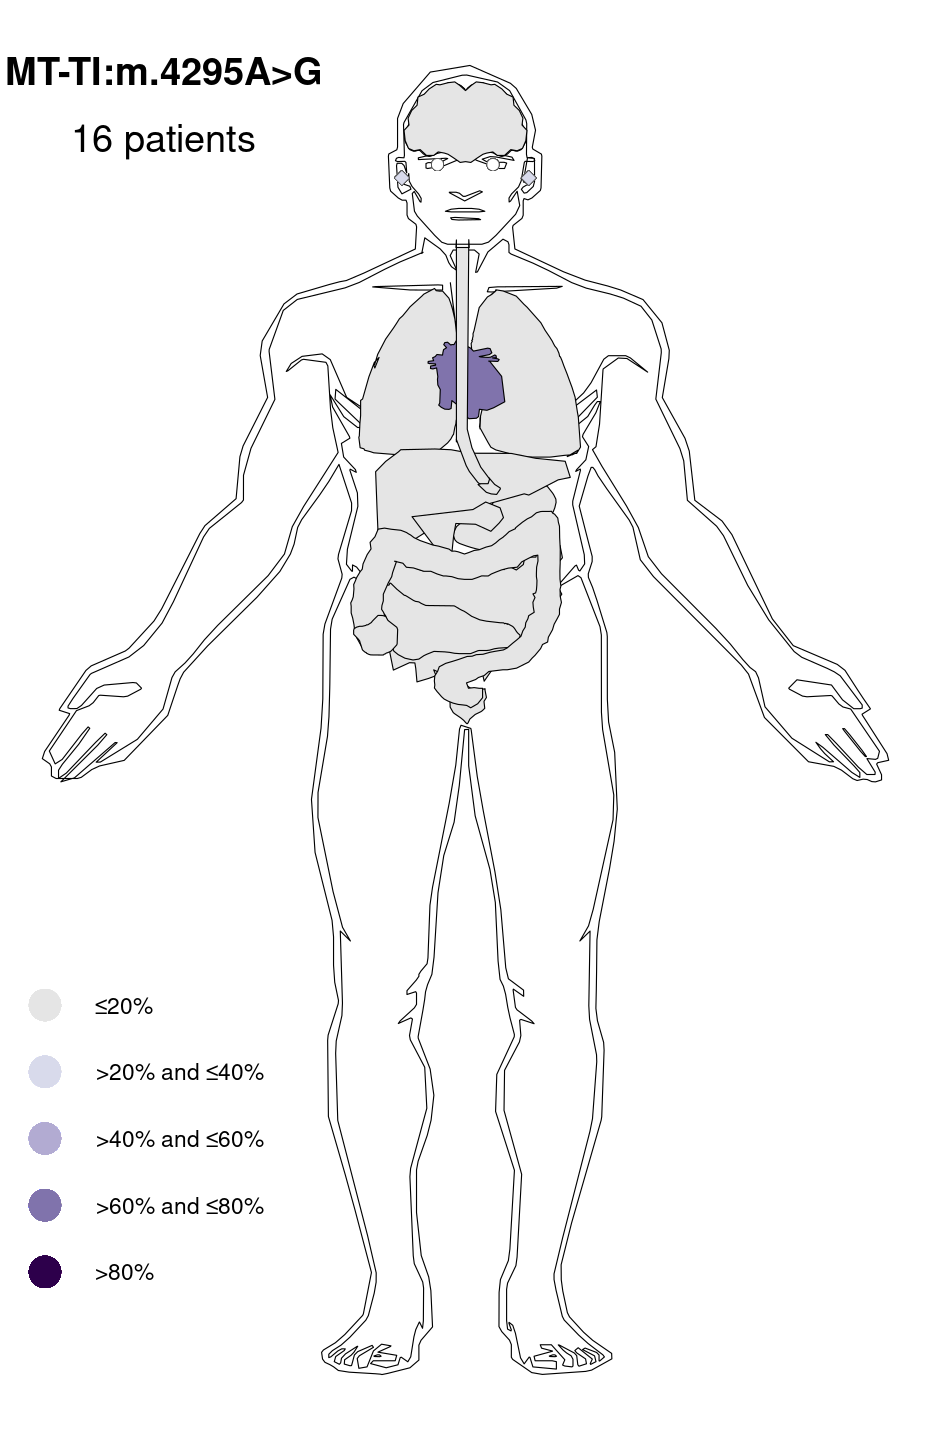 MT-TI:m.4295A>G
16 patients
≤20%
>20% and ≤40%
>40% and ≤60%
>60% and ≤80%
>80%